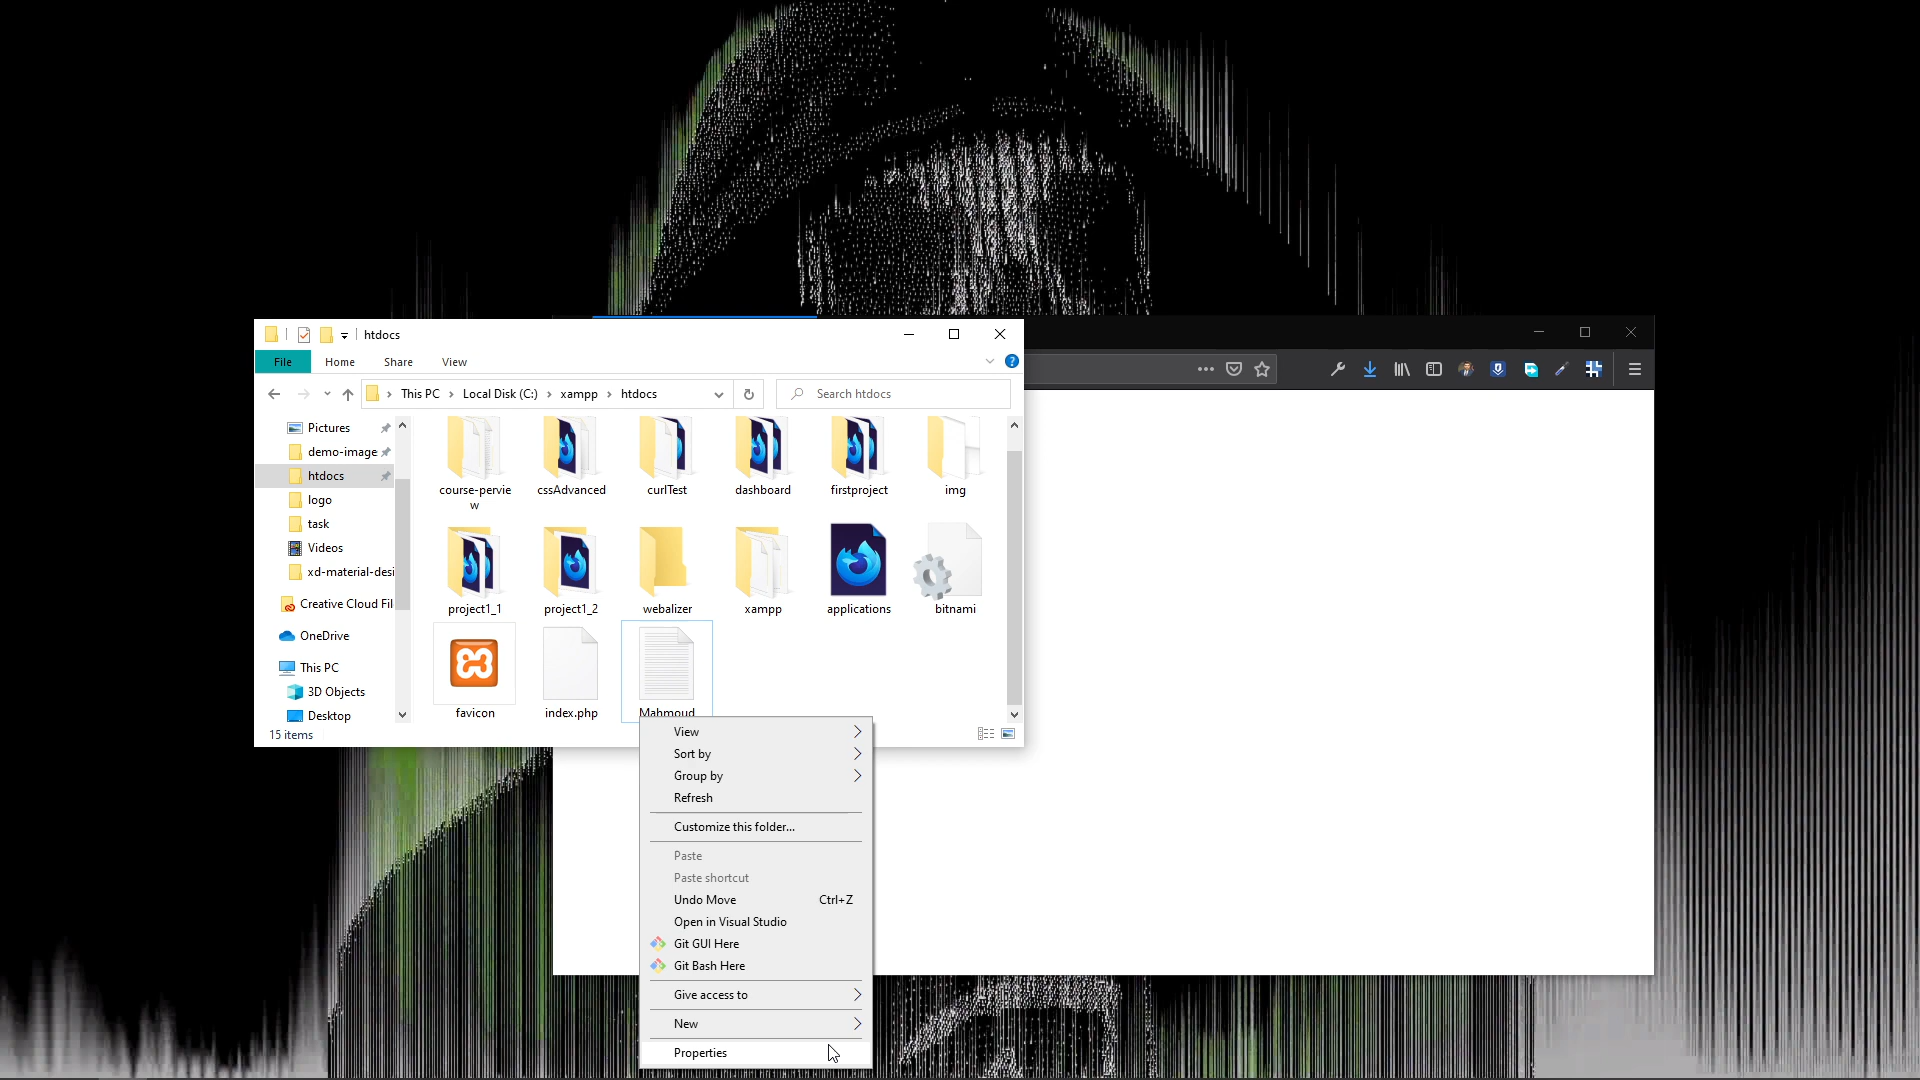 htdocs
File
Home
Share
View
This PC
Local Disk (C:)
xampp
htdocs
Search htdocs
Pictures
demo-image
htdocs
logo
task
Videos
xd-material-desi
Creative Cloud Fil
OneDrive
This PC
3D Objects
Desktop
course-pervie
w
cssAdvanced
curlTest
dashboard
firstproject
img
project1_1
project1_2
webalizer
xampp
applications
bitnami
favicon
index.php
Mahmoud
15 items
View
Sort by
Group by
Refresh
Customize this folder...
Paste
Paste shortcut
Undo Move Ctrl+Z
Open in Visual Studio
Git GUI Here
Git Bash Here
Give access to
New
Properties